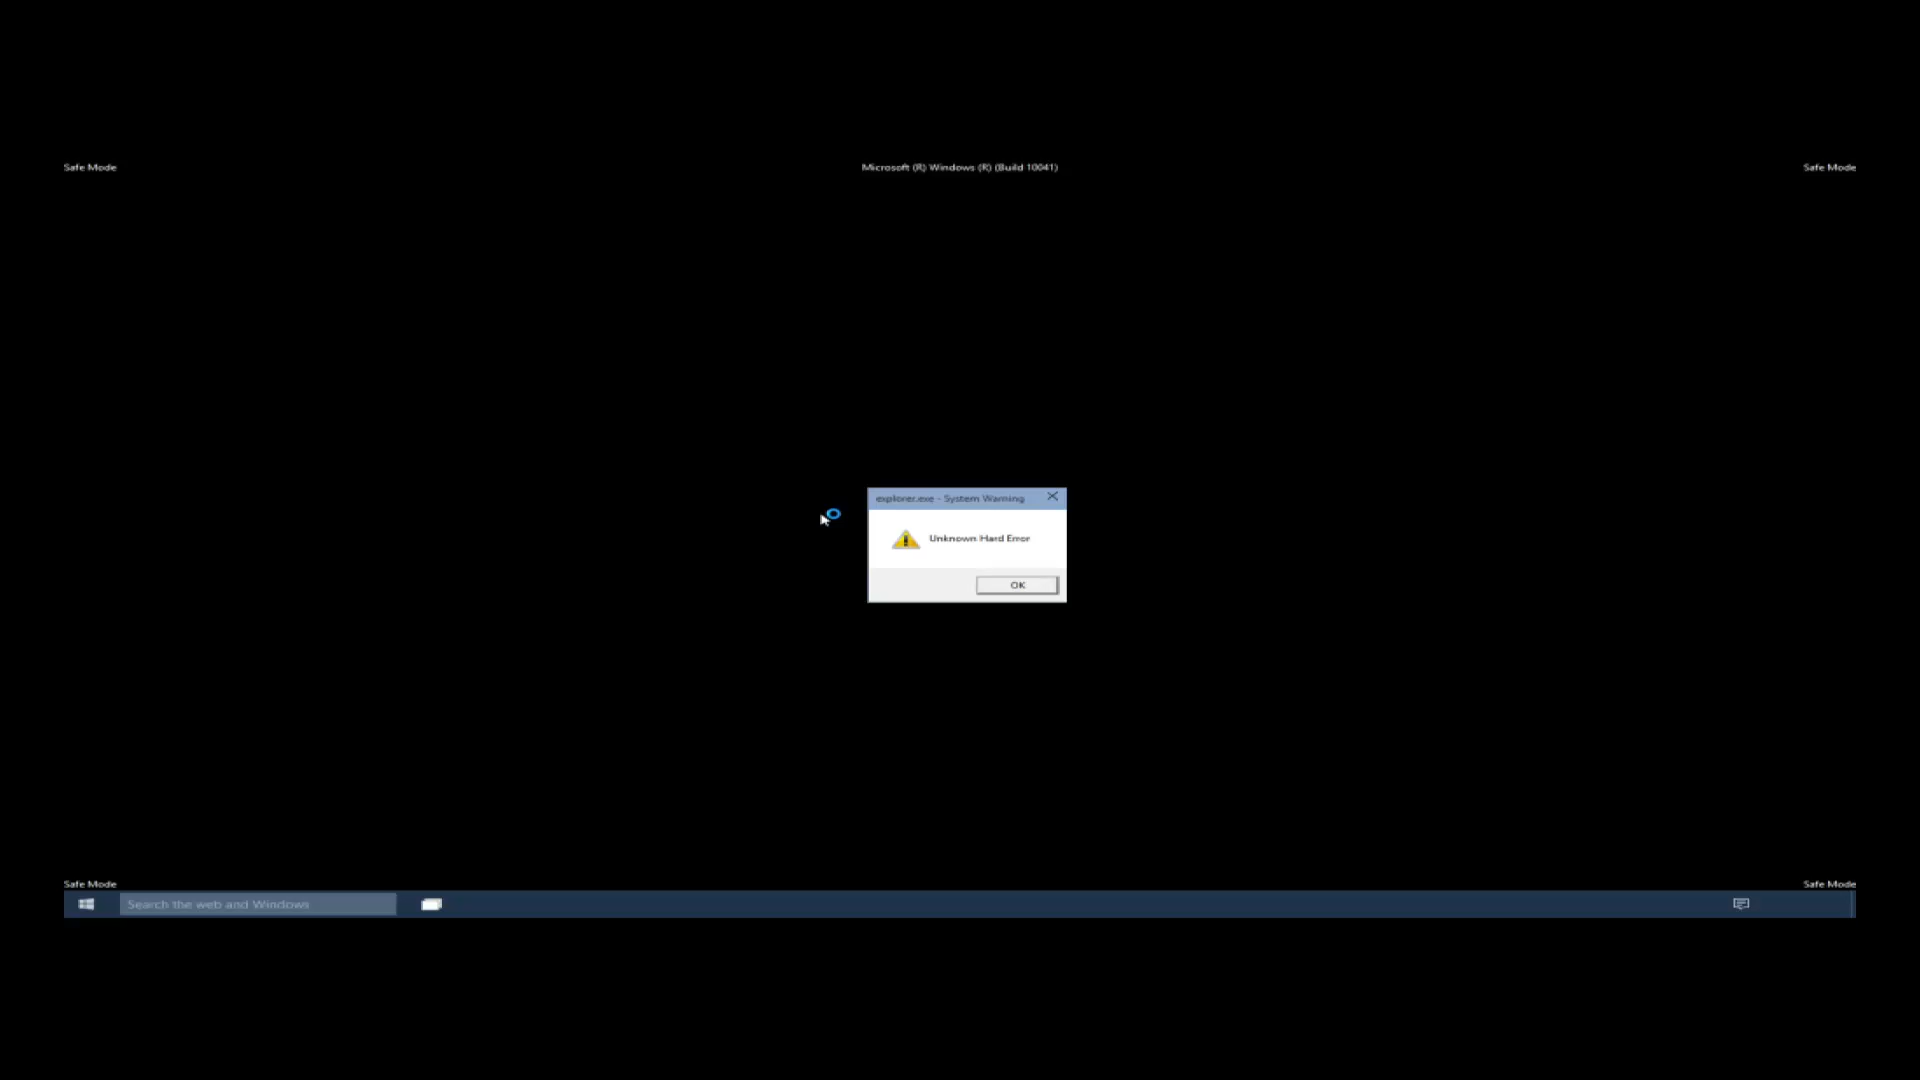 Safe Mode
Microsoft (R) Windows (R) (Build 10041)
Safe Mode
explorer.exe - System Warning
Unknown Hard Error
OK
Safe Mode
Safe Mode
Search the web and Windows